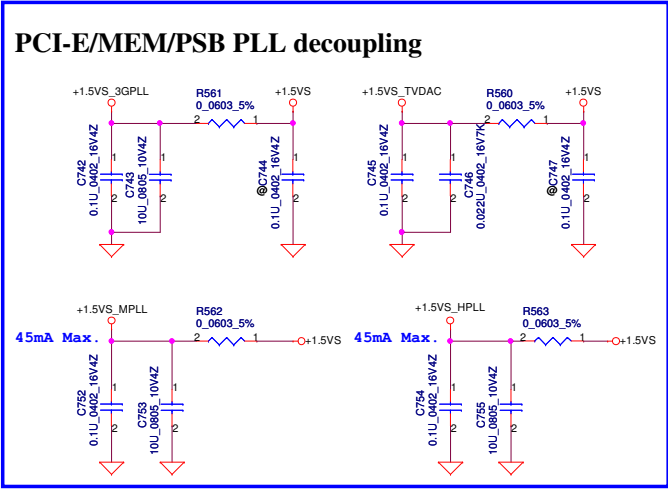 PCI-E/MEM/PSB PLL decoupling
+1.5VS_3GPLL
R561
0_0603_5%
+1.5VS
2
1
C742
0.1U_0402_16V4Z
1
2
C743
10U_0805_10V4Z
1
2
@C744
0.1U_0402_16V4Z
1
2
+1.5VS_TVDAC
R560
0_0603_5%
+1.5VS
2
1
C745
0.1U_0402_16V4Z
1
2
C746
0.022U_0402_16V7K
1
2
@C747
0.1U_0402_16V4Z
1
2
+1.5VS_MPLL
R562
0_0603_5%
45mA Max.
2
1
+1.5VS
C752
0.1U_0402_16V4Z
1
2
C753
10U_0805_10V4Z
1
2
+1.5VS_HPLL
R563
0_0603_5%
45mA Max.
2
1
+1.5VS
C754
0.1U_0402_16V4Z
1
2
C755
10U_0805_10V4Z
1
2